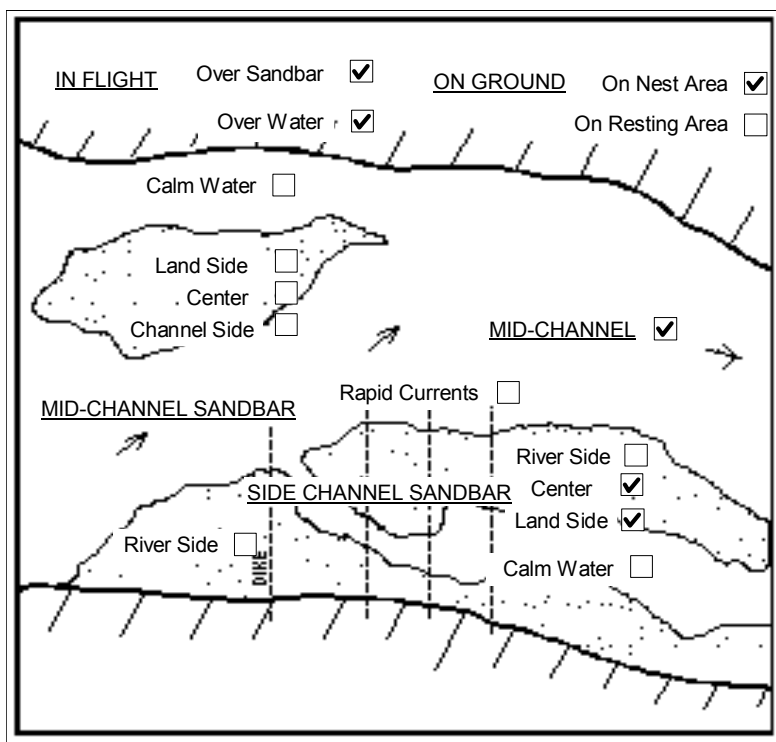 IN FLIGHT Over Sandbar ON GROUND On Nest Area
Over Water On Resting Area
Calm Water
Land Side
Center
Channel Side
MID-CHANNEL
Rapid Currents
MID-CHANNEL SANDBAR
River Side
SIDE CHANNEL SANDBAR Center
Land Side
River Side
DIKE
Calm Water